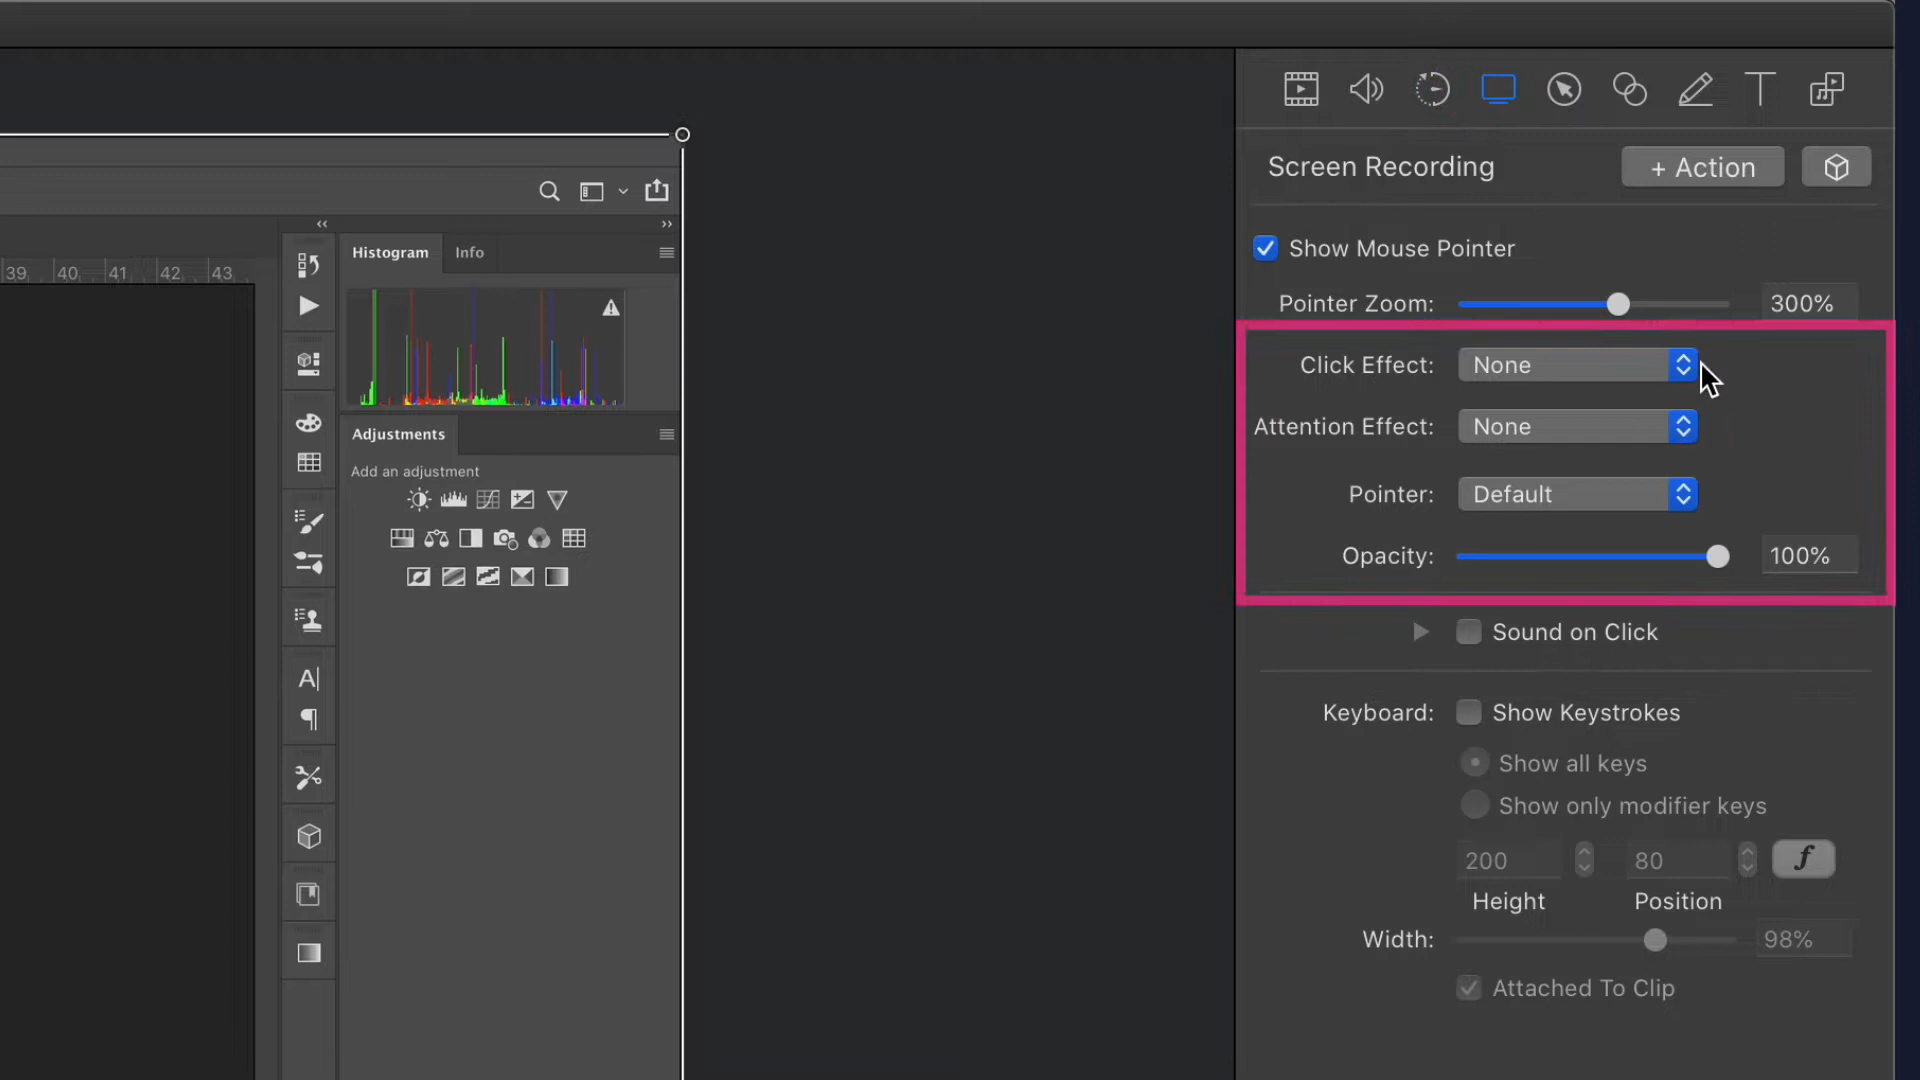 Screen Recording
+ Action
Show Mouse Pointer
Pointer Zoom: 300%
Click Effect: None
Attention Effect: None
Pointer: Default
Opacity: 100%
Sound on Click
Keyboard: Show Keystrokes
Show all keys
Show only modifier keys
200 80 f
Height Position
Width: 98%
Attached To Clip
39 40 41 42 43
Histogram Info
Adjustments
Add an adjustment